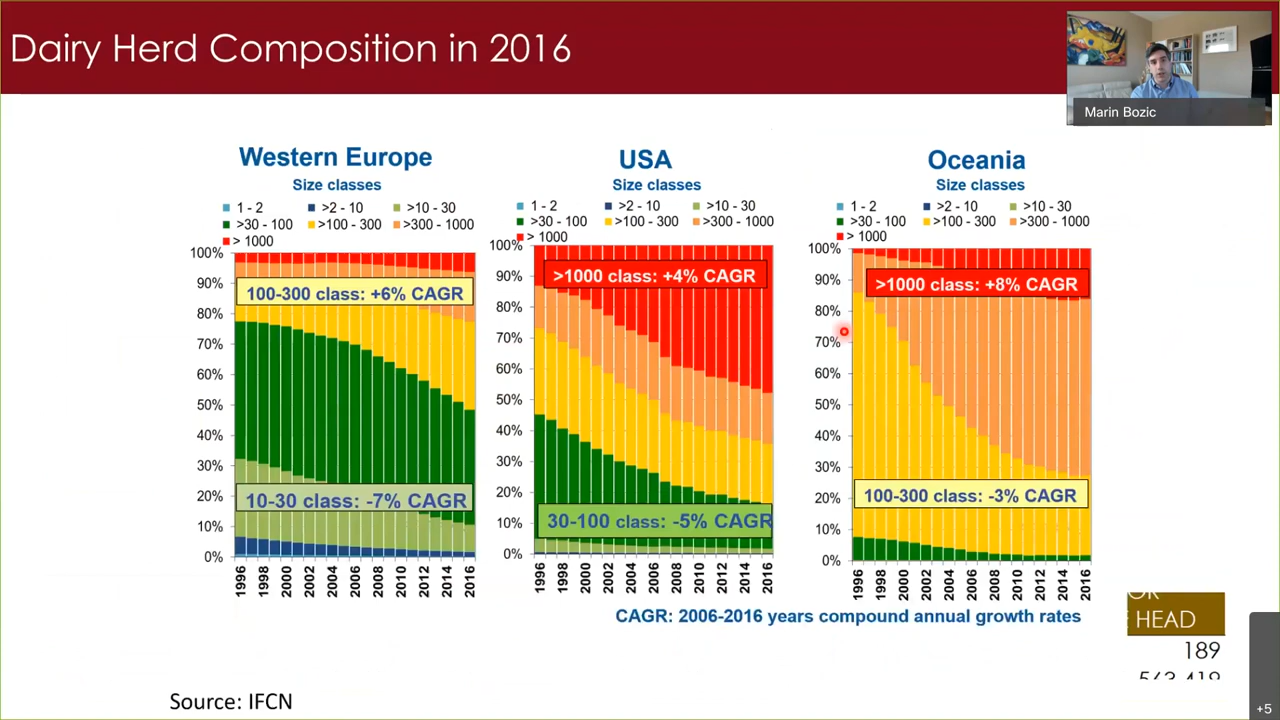 Dairy Herd Composition in 2016
Marin Bozic
Western Europe
Size classes
1 - 2 >2 - 10 >10 - 30
>30 - 100 >100 - 300 >300 - 1000
> 1000
100%
90%
80%
70%
60%
50%
40%
30%
20%
10%
0%
100-300 class: +6% CAGR
10-30 class: -7% CAGR
1996 1998 2000 2002 2004 2006 2008 2010 2012 2014 2016
USA
Size classes
1 - 2 >2 - 10 >10 - 30
>30 - 100 >100 - 300 >300 - 1000
> 1000
100%
90%
80%
70%
60%
50%
40%
30%
20%
10%
0%
>1000 class: +4% CAGR
30-100 class: -5% CAGR
1996 1998 2000 2002 2004 2006 2008 2010 2012 2014 2016
Oceania
Size classes
1 - 2 >2 - 10 >10 - 30
>30 - 100 >100 - 300 >300 - 1000
> 1000
100%
90%
80%
70%
60%
50%
40%
30%
20%
10%
0%
>1000 class: +8% CAGR
100-300 class: -3% CAGR
1996 1998 2000 2002 2004 2006 2008 2010 2012 2014 2016
CAGR: 2006-2016 years compound annual growth rates
HEAD
189
Source: IFCN
+5